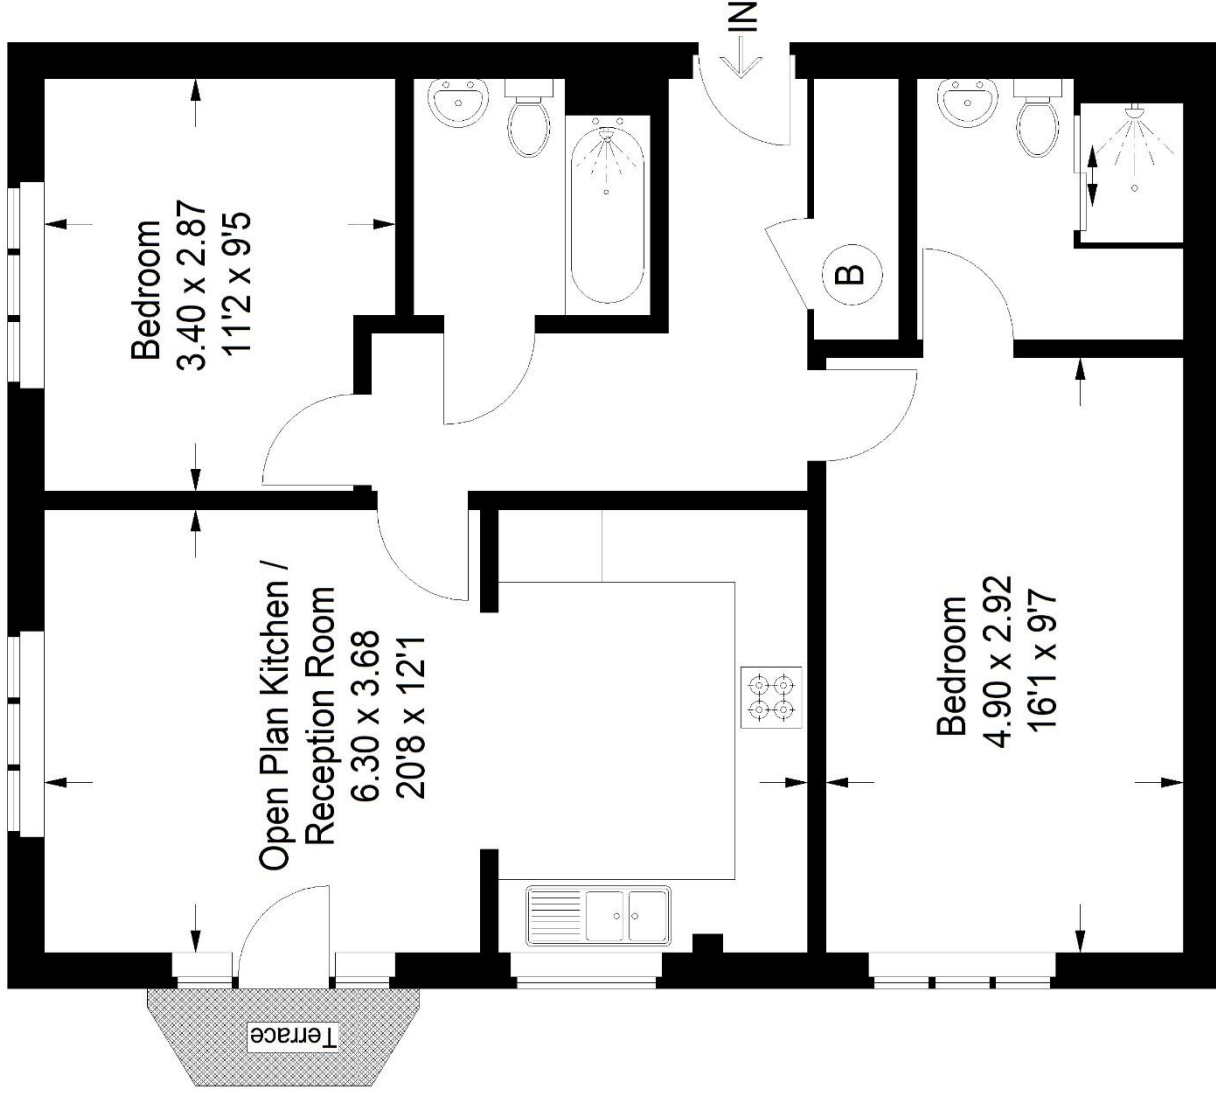 IN
Bedroom
3.40 x 2.87
11'2 x 9'5
B
Open Plan Kitchen /
Reception Room
6.30 x 3.68
20'8 x 12'1
Bedroom
4.90 x 2.92
16'1 x 9'7
Terrace